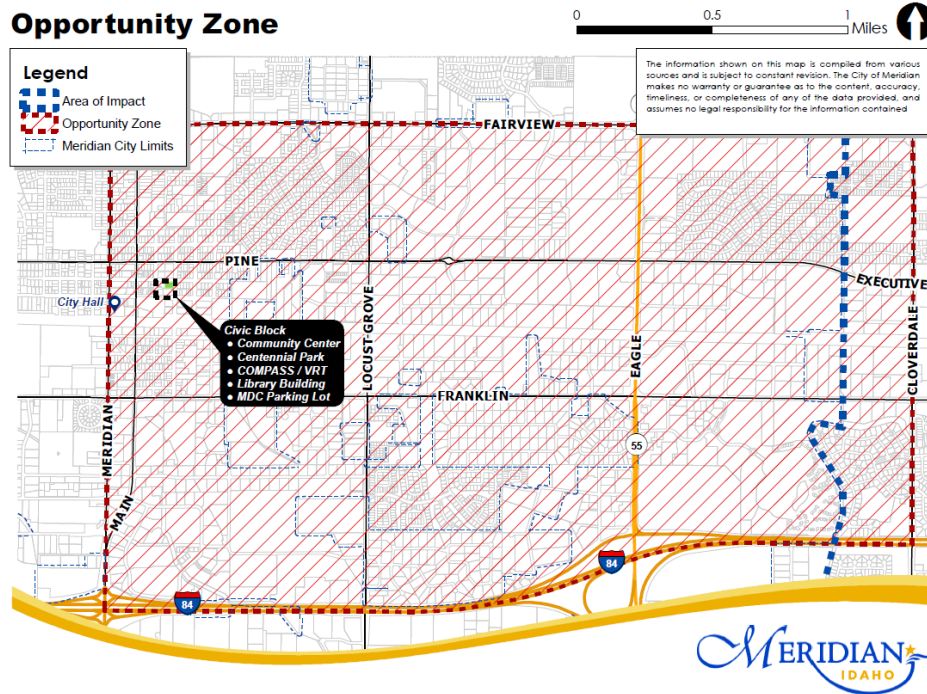 Opportunity Zone
0 0.5 1
Miles
Legend
Area of Impact
Opportunity Zone
Meridian City Limits
The information shown on this map is compiled from various
sources and is subject to constant revision. The City of Meridian
makes no warranty or guarantee as to the content, accuracy,
timeliness, or completeness of any of the data provided, and
assumes no legal responsibility for the information contained
FAIRVIEW
PINE
EXECUTIVE
City Hall
Civic Block
• Community Center
• Centennial Park
• COMPASS / VRT
• Library Building
• MDC Parking Lot
LOCUST-GROVE
EAGLE
CLOVERDALE
FRANKLIN
MERIDIAN
MAIN
55
84
84
MERIDIAN
IDAHO